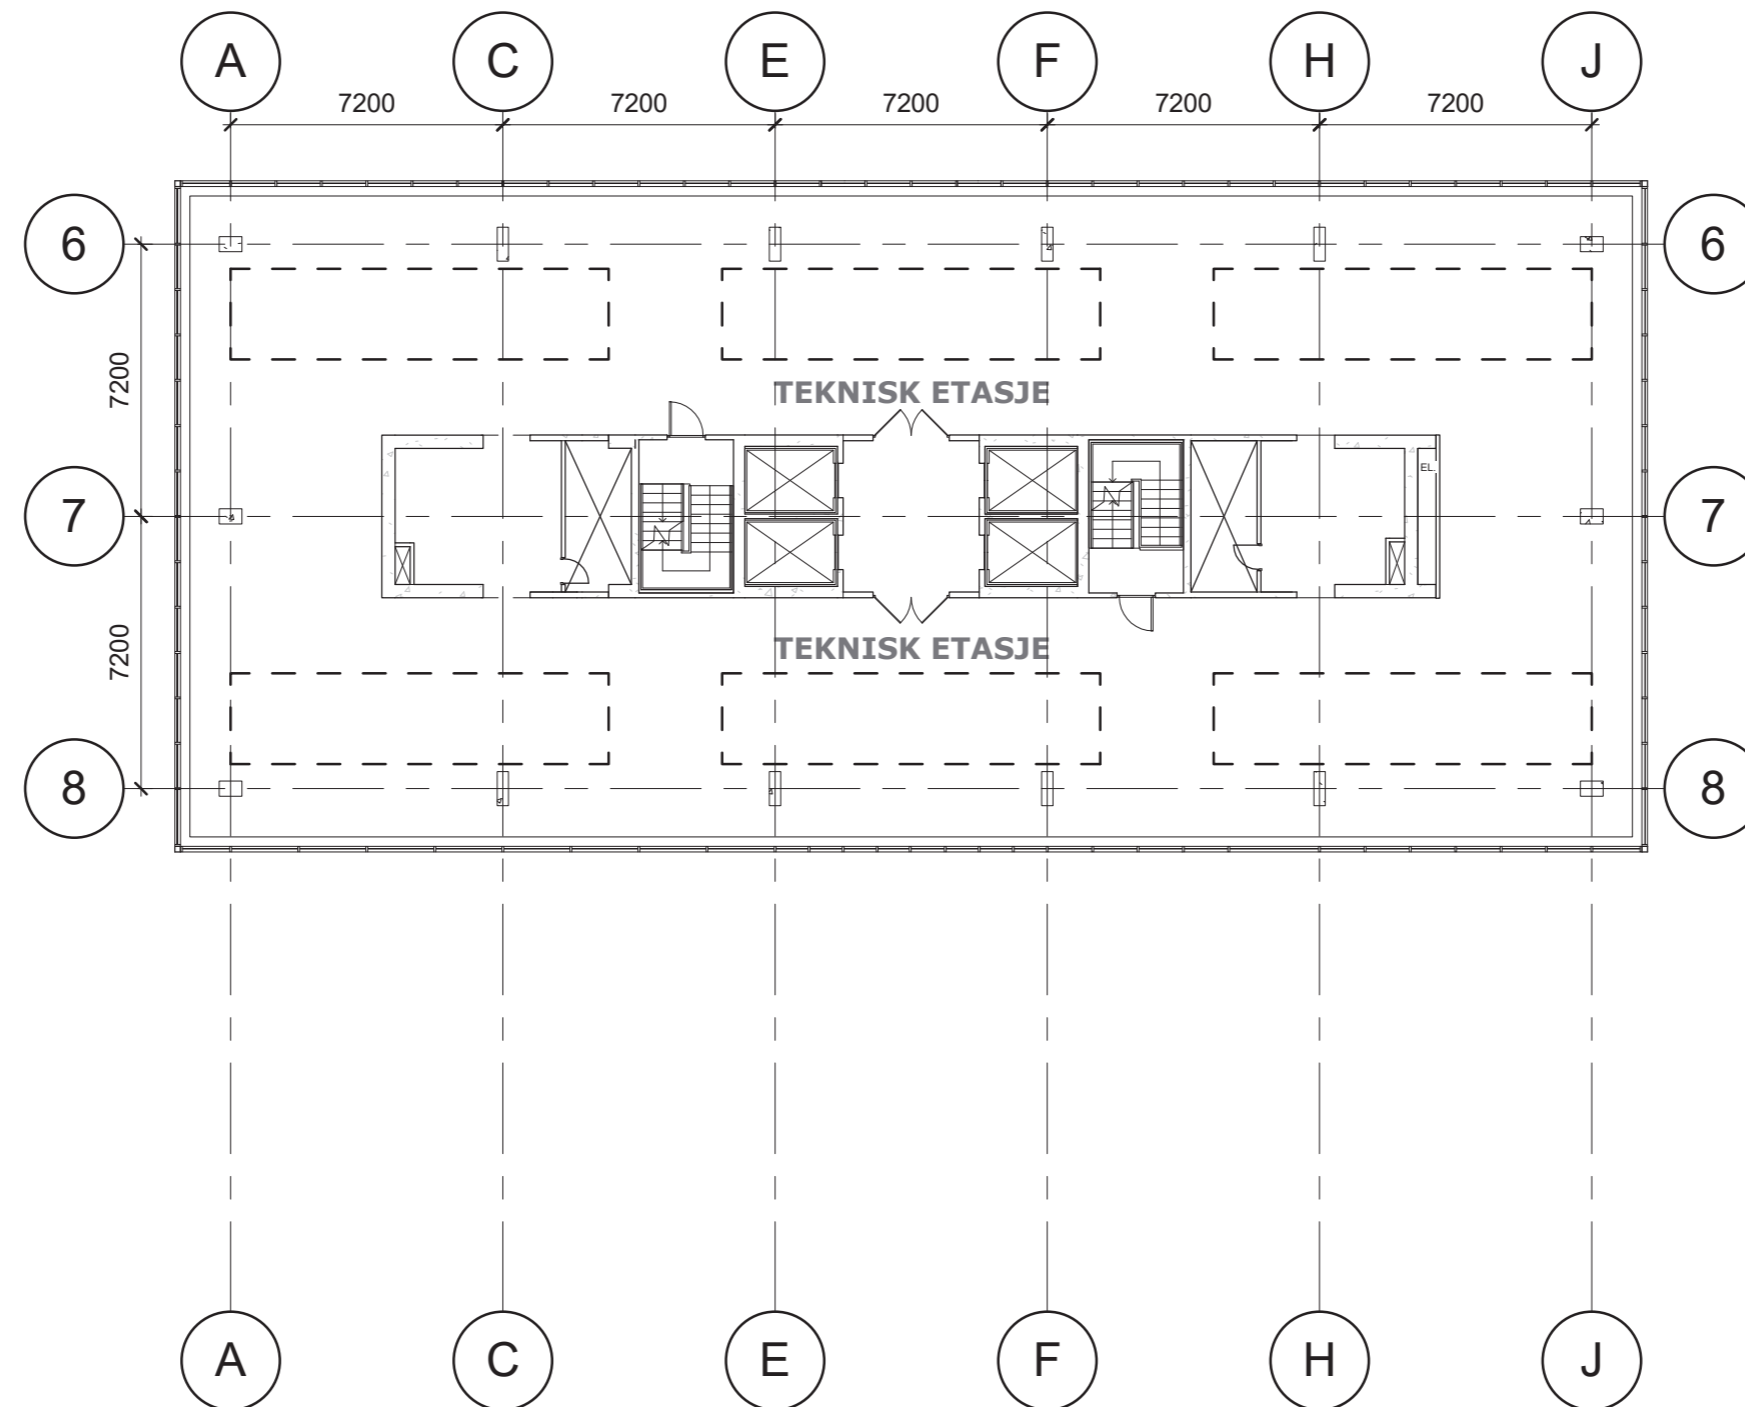 A C E F H J
7200 7200 7200 7200 7200
6 6
7200
TEKNISK ETASJE
EL.
7 7
7200
TEKNISK ETASJE
8 8
A C E F H J